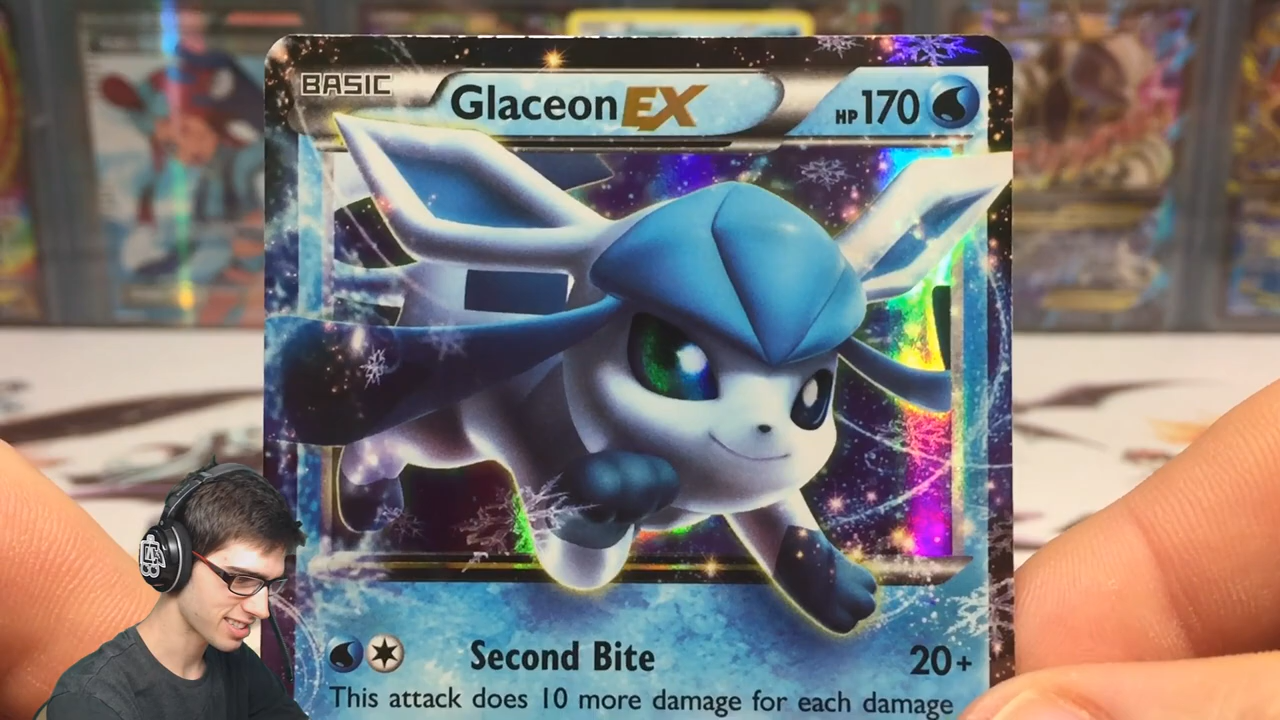 BASIC
Glaceon EX
HP 170
Second Bite
20+
This attack does 10 more damage for each damage